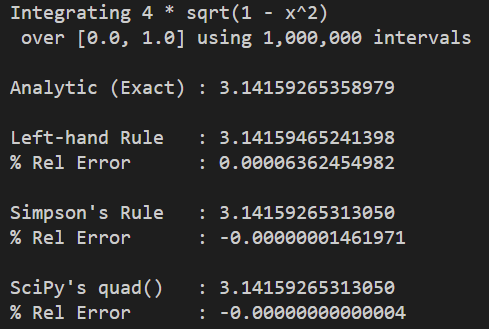 Integrating 4 * sqrt(1 - x^2)
over [0.0, 1.0] using 1,000,000 intervals
Analytic (Exact) : 3.14159265358979
Left-hand Rule : 3.14159465241398
% Rel Error : 0.00006362454982
Simpson's Rule : 3.14159265313050
% Rel Error : -0.00000001461971
SciPy's quad() : 3.14159265313050
% Rel Error : -0.00000000000004